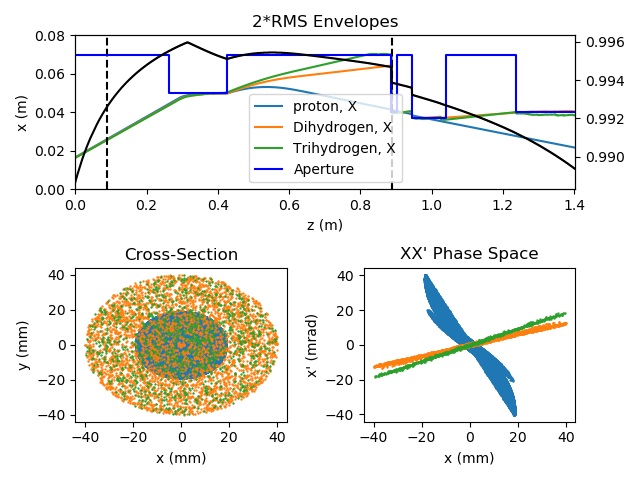 2*RMS Envelopes
0.08
0.06
0.04
0.02
0.00
x (m)
0.996
0.994
0.992
0.990
proton, X
Dihydrogen, X
Trihydrogen, X
Aperture
0.0 0.2 0.4 0.6 0.8 1.0 1.2 1.4
z (m)
Cross-Section
40
20
0
−20
−40
y (mm)
−40 −20 0 20 40
x (mm)
XX' Phase Space
40
20
0
−20
−40
x' (mrad)
−40 −20 0 20 40
x (mm)